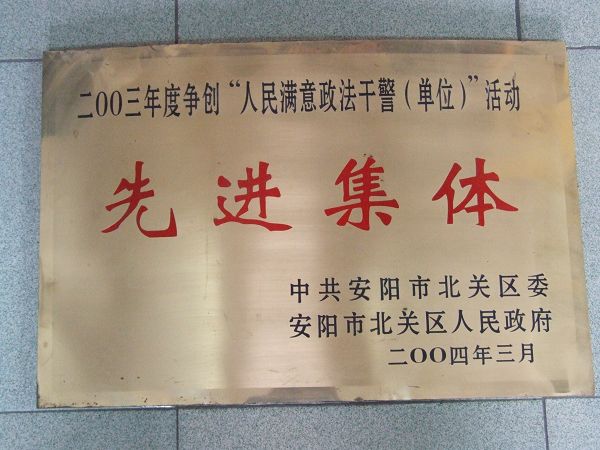 二OO三年度争创“人民满意政法干警（单位）”活动
先进集体
中共安阳市北关区委
安阳市北关区人民政府
二OO四年三月